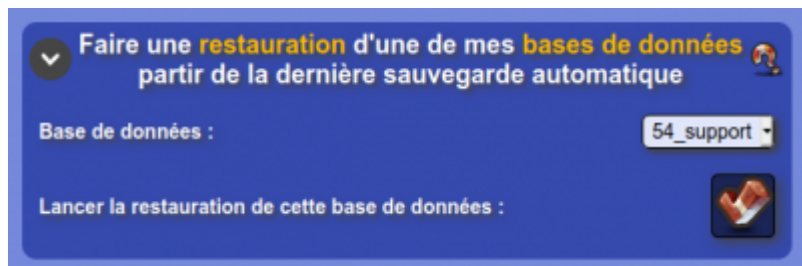 Faire une restauration d'une de mes bases de données
partir de la dernière sauvegarde automatique
Base de données :
54_support
Lancer la restauration de cette base de données :